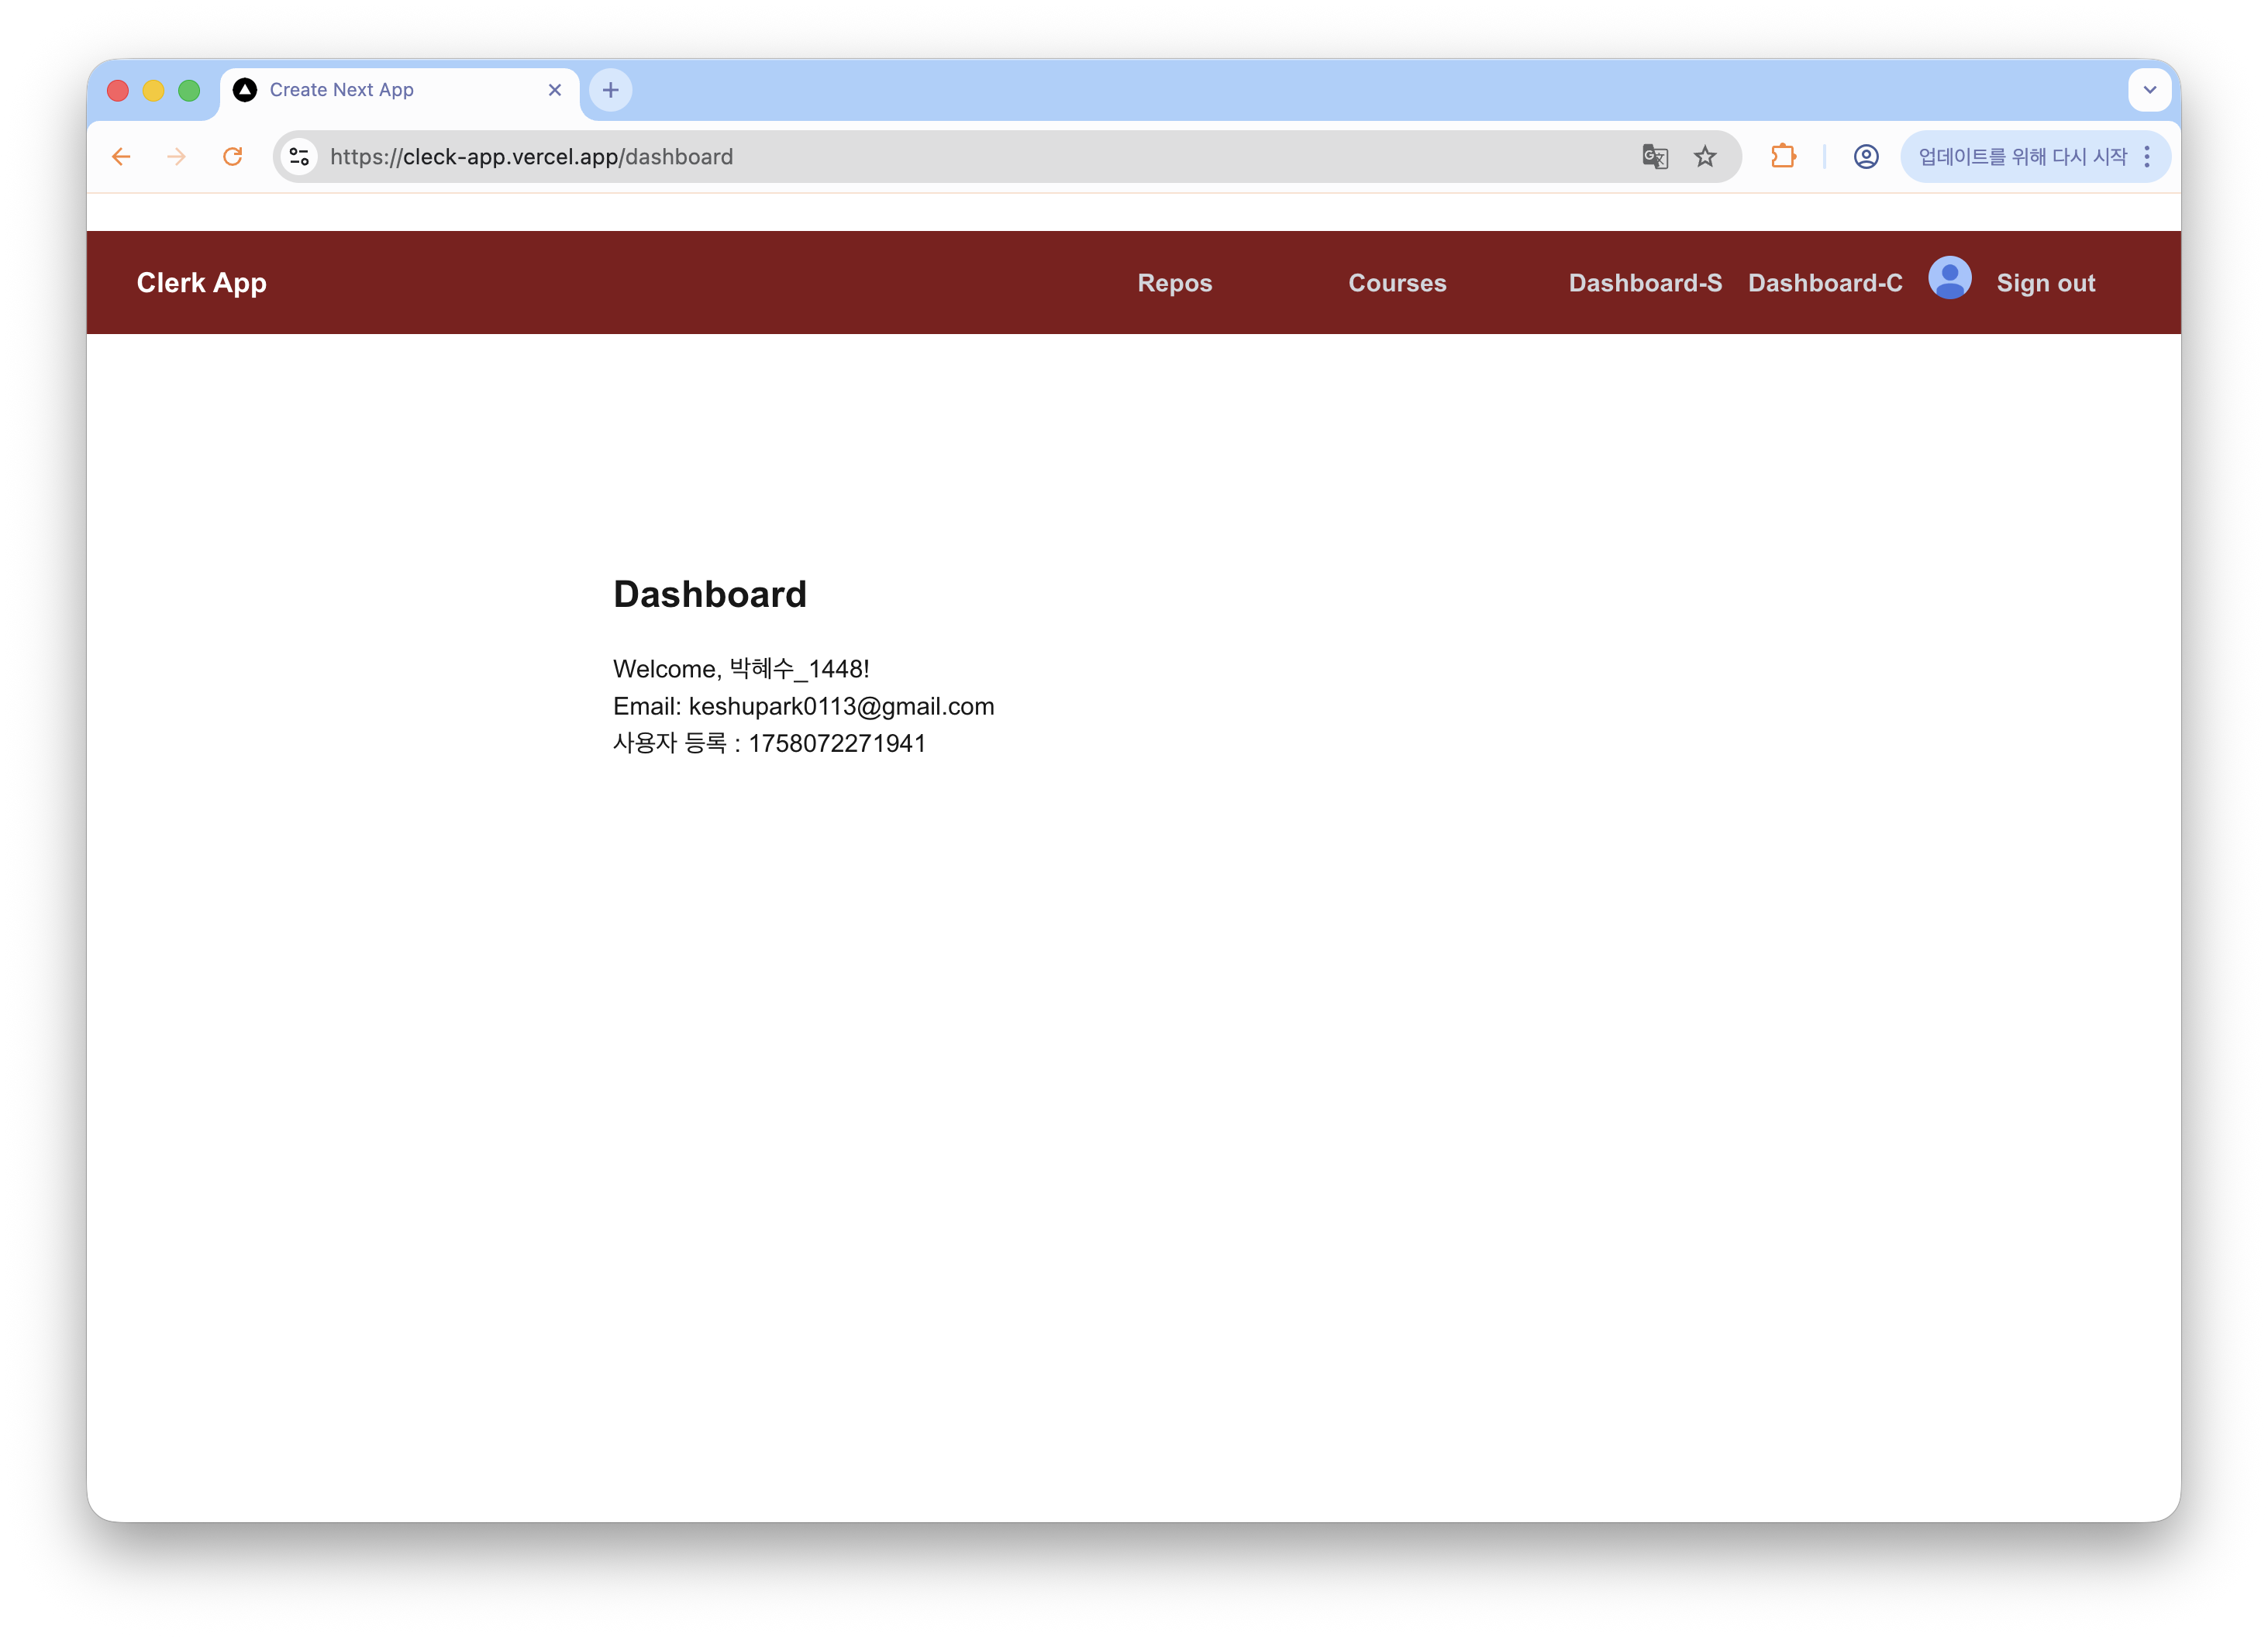 Create Next App
https://cleck-app.vercel.app/dashboard
업데이트를 위해 다시 시작
Clerk App
Repos
Courses
Dashboard-S
Dashboard-C
Sign out
Dashboard
Welcome, 박혜수_1448!
Email: keshupark0113@gmail.com
사용자 등록 : 1758072271941